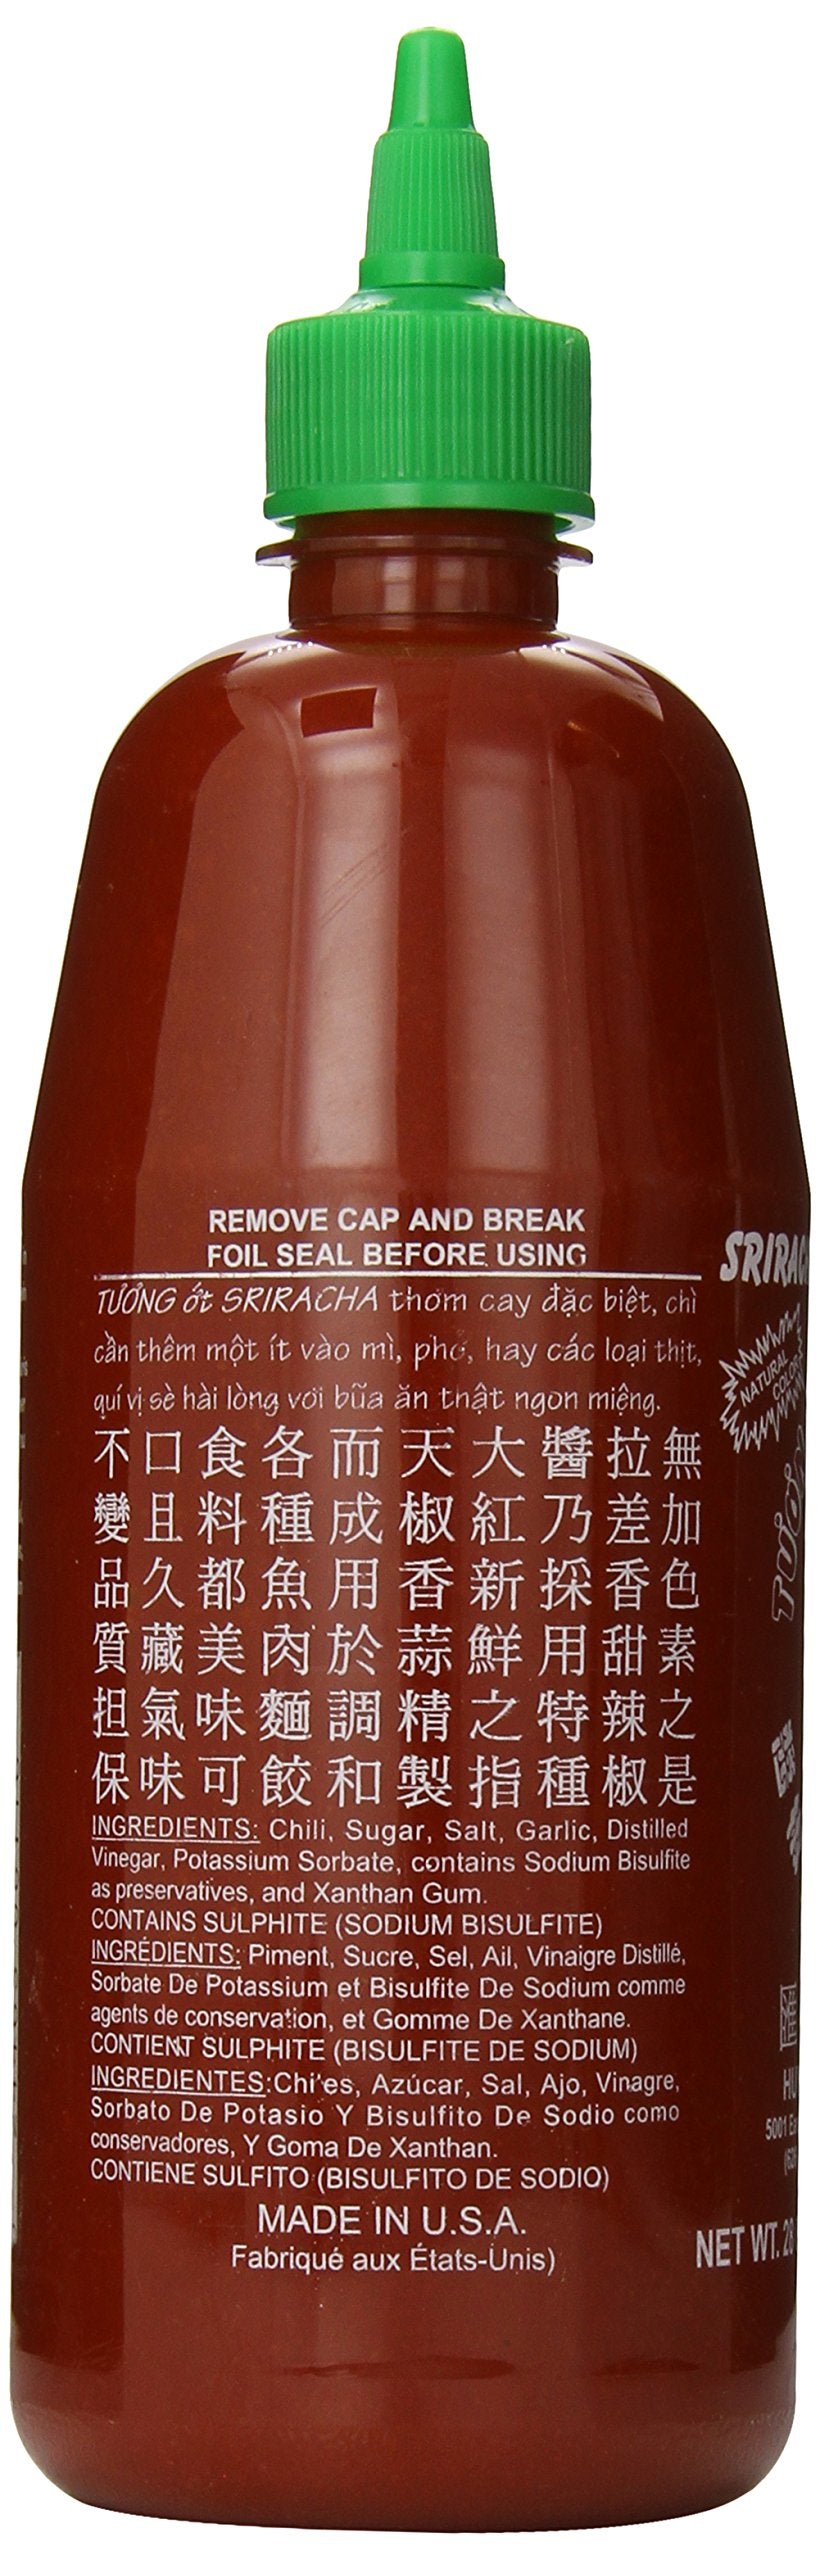 REMOVE CAP AND BREAK
FOIL SEAL BEFORE USING
TƯƠNG ớt SRIRACHA thơm cay đặc biệt, chỉ
cần thêm một ít vào mì, phở, hay các loại thịt,
quí vị sẽ hài lòng với bữa ăn thật ngon miệng.
無加色素之是
拉差香甜辣椒
醬乃採用特種
大紅新鮮之指
天椒香蒜精製
而成用於調和
各種魚肉麵餃
食料都美味可
口且久藏氣味
不變品質担保
INGREDIENTS: Chili, Sugar, Salt, Garlic, Distilled
Vinegar, Potassium Sorbate, contains Sodium Bisulfite
as preservatives, and Xanthan Gum.
CONTAINS SULPHITE (SODIUM BISULFITE)
INGRÉDIENTS: Piment, Sucre, Sel, Ail, Vinaigre Distillé,
Sorbate De Potassium et Bisulfite De Sodium comme
agents de conservation, et Gomme De Xanthane.
CONTIENT SULPHITE (BISULFITE DE SODIUM)
INGREDIENTES:Chiles, Azúcar, Sal, Ajo, Vinagre,
Sorbato De Potasio Y Bisulfito De Sodio como
conservadores, Y Goma De Xanthan.
CONTIENE SULFITO (BISULFITO DE SODIO)
MADE IN U.S.A.
Fabriqué aux États-Unis)
NATURAL
COLOR
5001
NET WT. 28